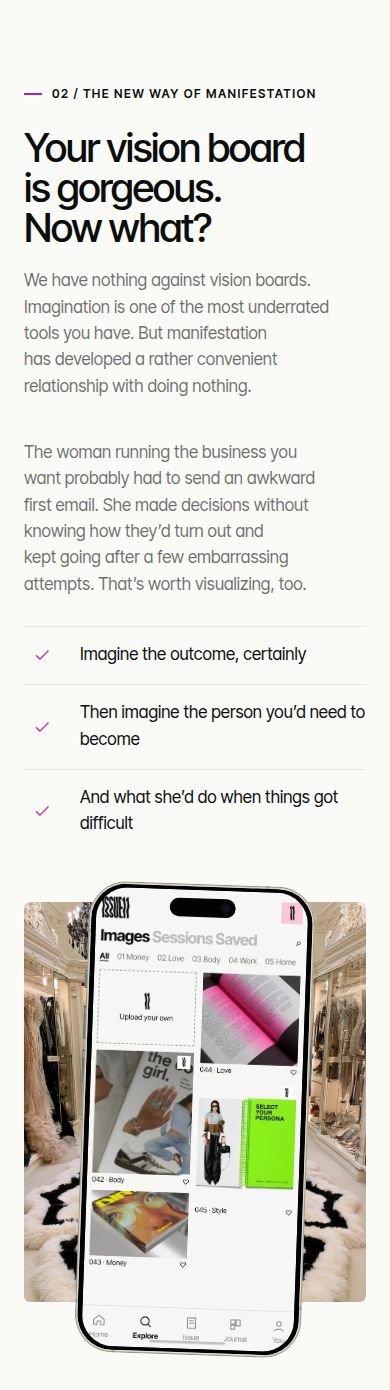 02 / THE NEW WAY OF MANIFESTATION
Your vision board
is gorgeous.
Now what?
We have nothing against vision boards.
Imagination is one of the most underrated
tools you have. But manifestation
has developed a rather convenient
relationship with doing nothing.
The woman running the business you
want probably had to send an awkward
first email. She made decisions without
knowing how they’d turn out and
kept going after a few embarrassing
attempts. That’s worth visualizing, too.
Imagine the outcome, certainly
Then imagine the person you’d need to
become
And what she’d do when things got
difficult
ISSUE11
Images Sessions Saved
All 01 Money 02 Love 03 Body 04 Work 05 Home
Upload your own
044 · Love
the
girl.
SELECT
YOUR
PERSONA
042 · Body
045 · Style
043 · Money
Home Explore Issue Journal You